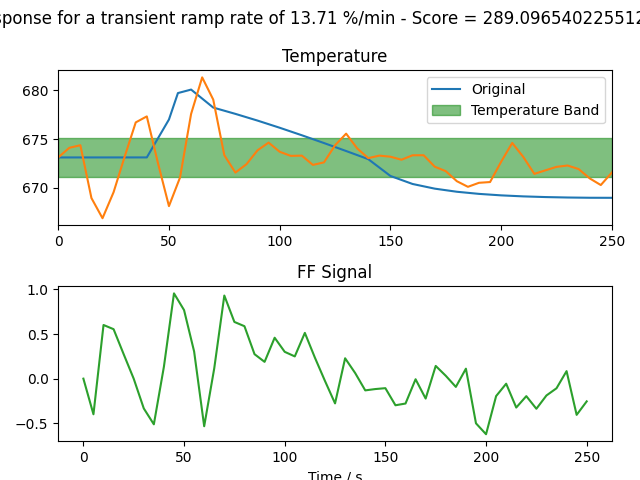 sponse for a transient ramp rate of 13.71 %/min - Score = 289.096540225512
Temperature
Original
Temperature Band
680
675
670
0 50 100 150 200 250
FF Signal
1.0
0.5
0.0
−0.5
0 50 100 150 200 250
Time / s